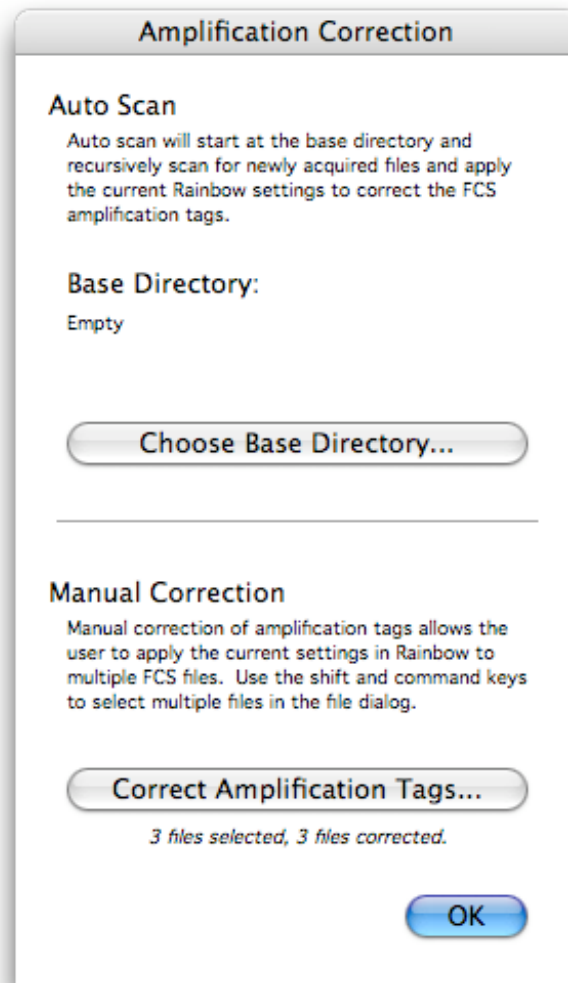 Amplification Correction
Auto Scan
Auto scan will start at the base directory and
recursively scan for newly acquired files and apply
the current Rainbow settings to correct the FCS
amplification tags.
Base Directory:
Empty
Choose Base Directory...
Manual Correction
Manual correction of amplification tags allows the
user to apply the current settings in Rainbow to
multiple FCS files.  Use the shift and command keys
to select multiple files in the file dialog.
Correct Amplification Tags...
3 files selected, 3 files corrected.
OK